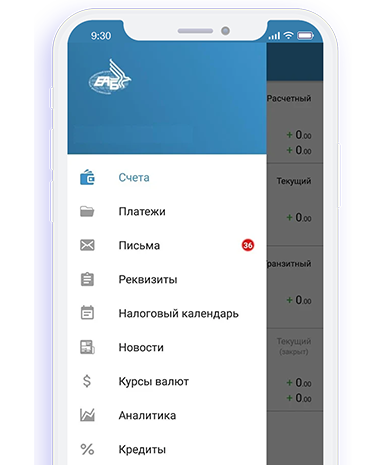 9:30
ЕАТБ
Расчетный
+ 0.00
+ 0.00
Счета
Текущий
Платежи
+ 0.00
Письма
36
ранзитный
Реквизиты
+ 0.00
Налоговый календарь
Новости
Текущий
(закрыт)
Курсы валют
+ 0.00
+ 0.00
Аналитика
Кредиты